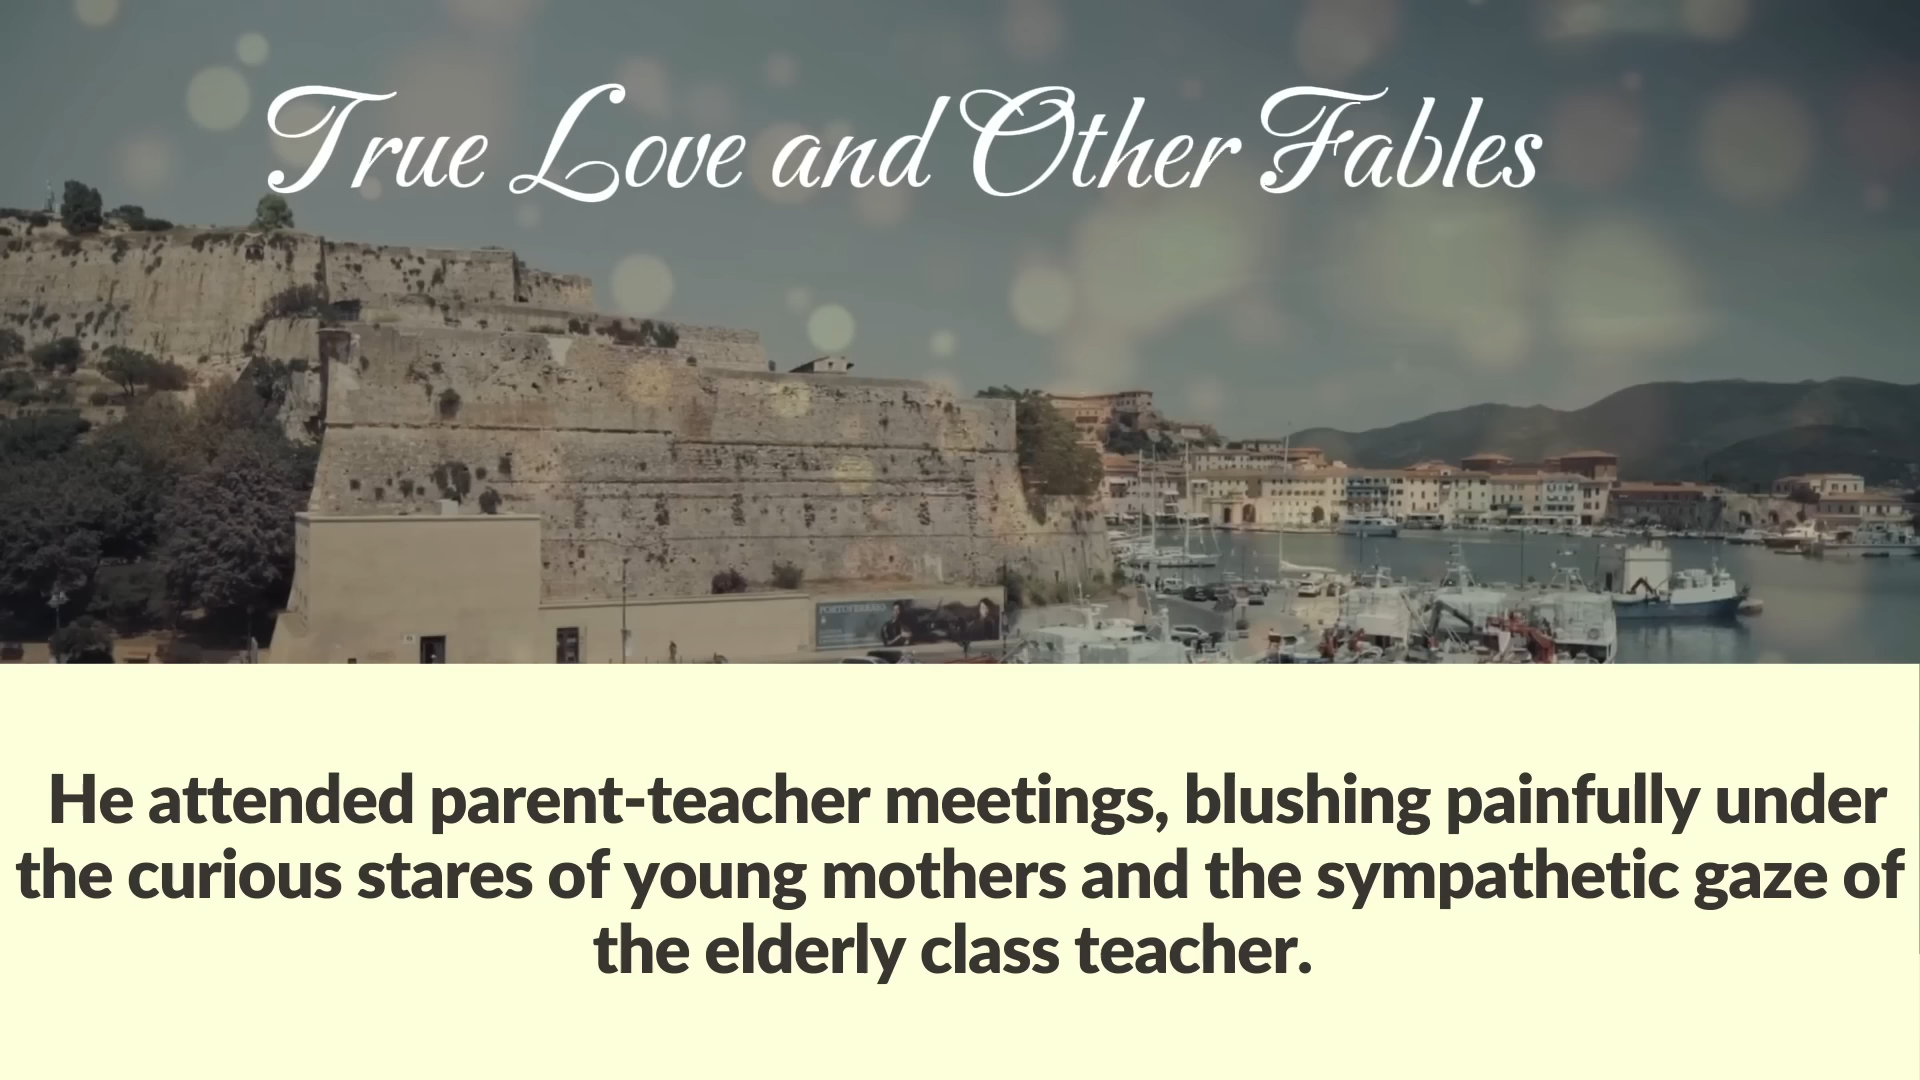 True Love and Other Fables
PORTOFERRAIO
He attended parent-teacher meetings, blushing painfully under
the curious stares of young mothers and the sympathetic gaze of
the elderly class teacher.